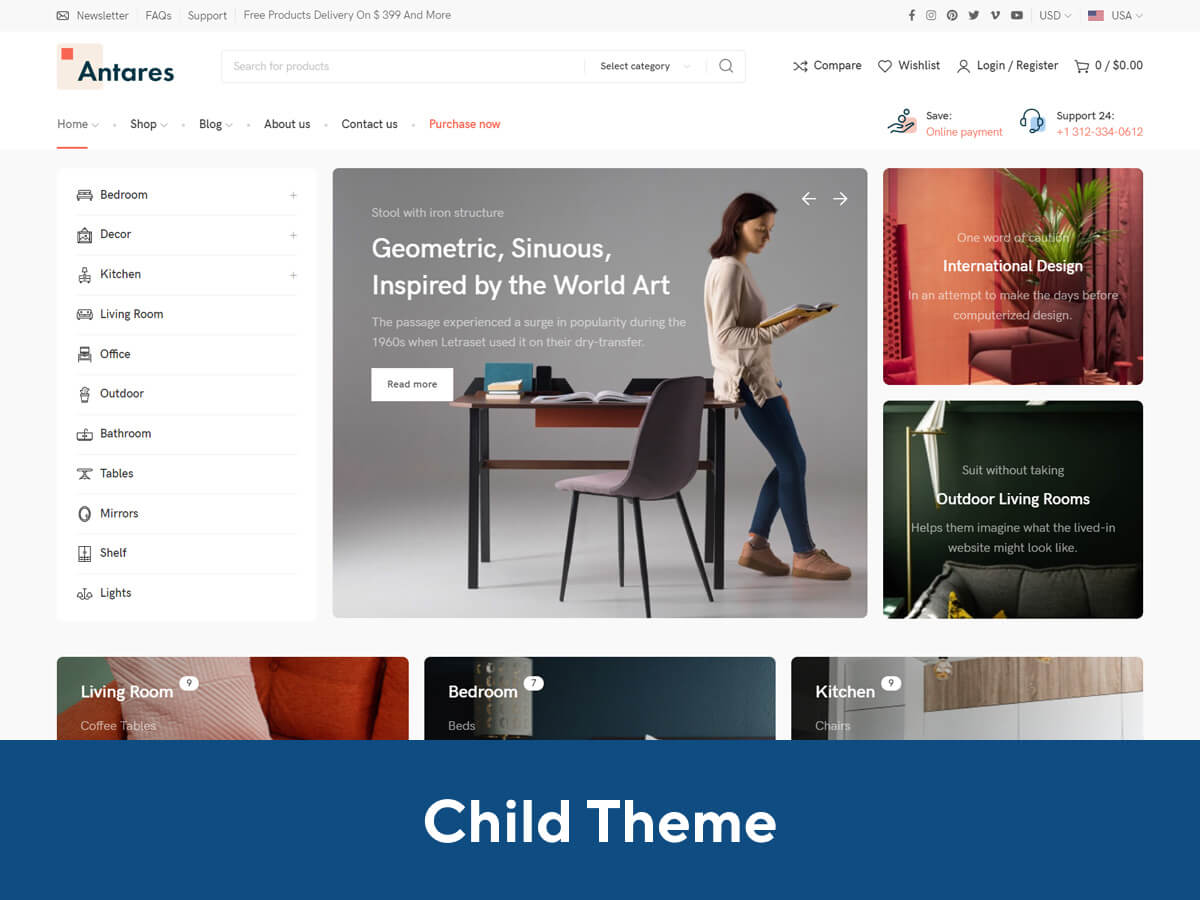 Newsletter
FAQs
Support
Free Products Delivery On $ 399 And More
USD
USA
Antares
Search for products
Select category
Compare
Wishlist
Login / Register
0 / $0.00
Home
Shop
Blog
About us
Contact us
Purchase now
Save:
Online payment
Support 24:
+1 312-334-0612
Bedroom
Decor
Kitchen
Living Room
Office
Outdoor
Bathroom
Tables
Mirrors
Shelf
Lights
Stool with iron structure
Geometric, Sinuous,
Inspired by the World Art
The passage experienced a surge in popularity during the
1960s when Letraset used it on their dry-transfer.
Read more
One word of caution
International Design
In an attempt to make the days before
computerized design.
Suit without taking
Outdoor Living Rooms
Helps them imagine what the lived-in
website might look like.
Living Room 9
Coffee Tables
Bedroom 7
Beds
Kitchen 9
Chairs
Child Theme